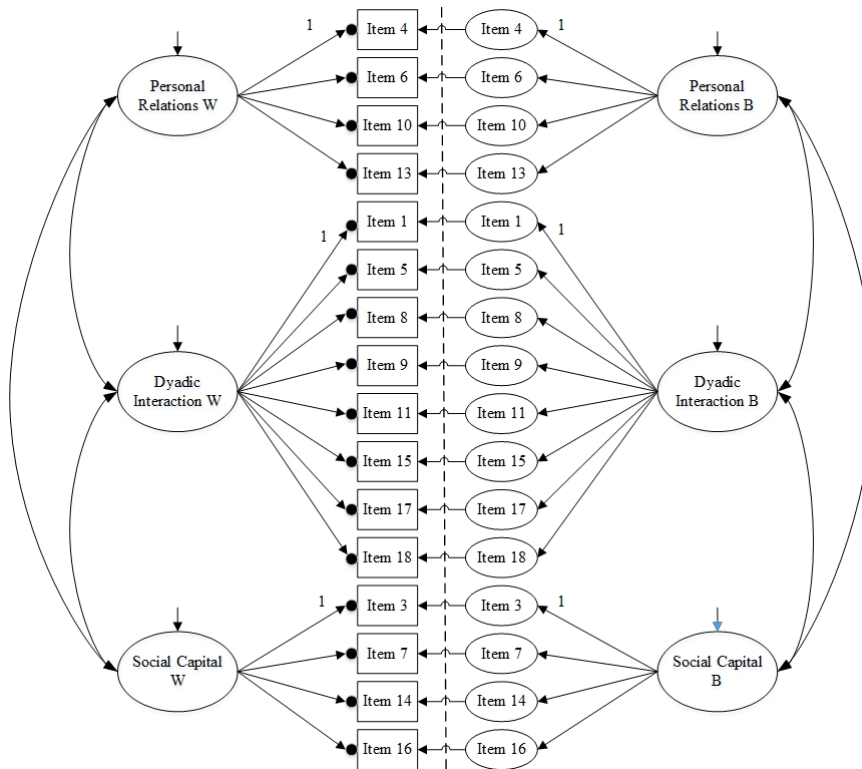 1
Item 4
Item 4
1
Personal
Relations W
Item 6
Item 6
Personal
Relations B
Item 10
Item 10
Item 13
Item 13
1
Item 1
Item 1
1
Item 5
Item 5
Item 8
Item 8
Dyadic
Interaction W
Item 9
Item 9
Dyadic
Interaction B
Item 11
Item 11
Item 15
Item 15
Item 17
Item 17
Item 18
Item 18
1
Item 3
Item 3
1
Social Capital
W
Item 7
Item 7
Social Capital
B
Item 14
Item 14
Item 16
Item 16